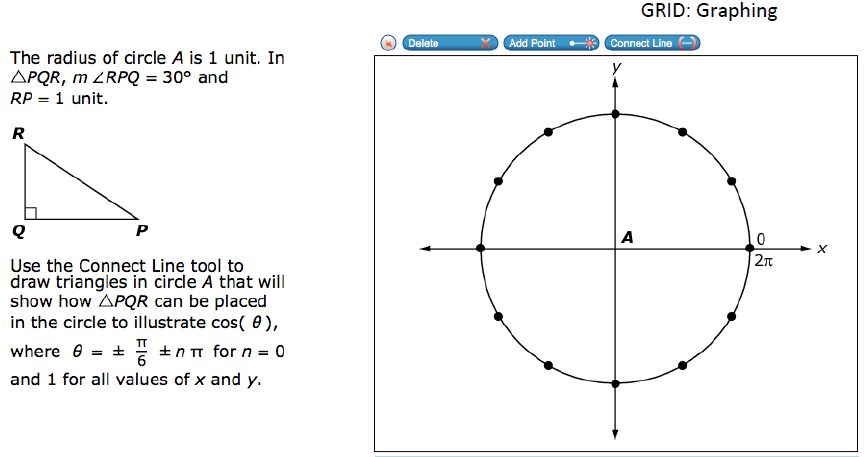 GRID: Graphing
Delete
Add Point
Connect Line
The radius of circle A is 1 unit. In
△PQR, m ∠RPQ = 30° and
RP = 1 unit.
R
Q
P
Use the Connect Line tool to
draw triangles in circle A that will
show how △PQR can be placed
in the circle to illustrate cos( θ ),
where θ = ± π/6 ± n π for n = 0
and 1 for all values of x and y.
y
A
0
x
2π